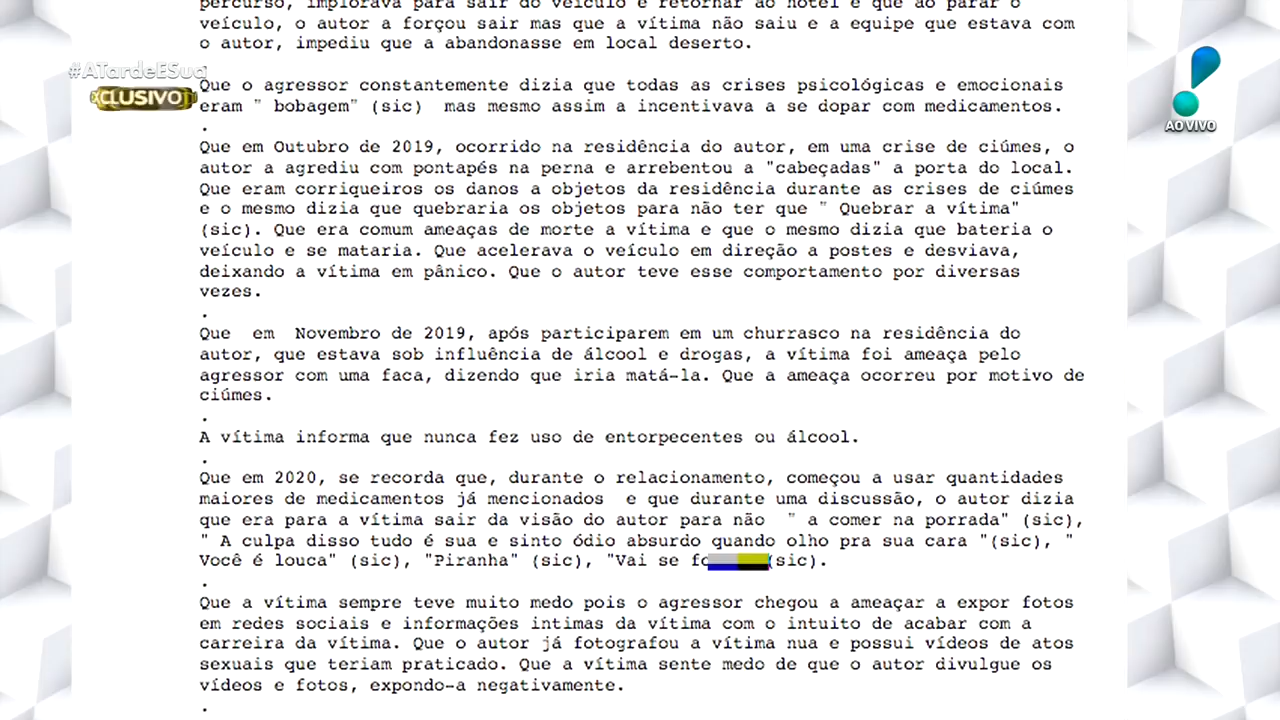 percurso, implorava para sair do veículo e retornar ao hotel e que ao parar o
veículo, o autor a forçou sair mas que a vítima não saiu e a equipe que estava com
o autor, impediu que a abandonasse em local deserto.
.
#ATardeESua
Que o agressor constantemente dizia que todas as crises psicológicas e emocionais
XCLUSIVO
eram " bobagem" (sic)  mas mesmo assim a incentivava a se dopar com medicamentos.
AO VIVO
.
Que em Outubro de 2019, ocorrido na residência do autor, em uma crise de ciúmes, o
autor a agrediu com pontapés na perna e arrebentou a "cabeçadas" a porta do local.
Que eram corriqueiros os danos a objetos da residência durante as crises de ciúmes
e o mesmo dizia que quebraria os objetos para não ter que " Quebrar a vítima"
(sic). Que era comum ameaças de morte a vítima e que o mesmo dizia que bateria o
veículo e se mataria. Que acelerava o veículo em direção a postes e desviava,
deixando a vítima em pânico. Que o autor teve esse comportamento por diversas
vezes.
.
Que  em  Novembro de 2019, após participarem em um churrasco na residência do
autor, que estava sob influência de álcool e drogas, a vítima foi ameaça pelo
agressor com uma faca, dizendo que iria matá-la. Que a ameaça ocorreu por motivo de
ciúmes.
.
A vítima informa que nunca fez uso de entorpecentes ou álcool.
.
Que em 2020, se recorda que, durante o relacionamento, começou a usar quantidades
maiores de medicamentos já mencionados  e que durante uma discussão, o autor dizia
que era para a vítima sair da visão do autor para não  " a comer na porrada" (sic),
" A culpa disso tudo é sua e sinto ódio absurdo quando olho pra sua cara "(sic), "
Você é louca" (sic), "Piranha" (sic), "Vai se fo (sic).
.
Que a vítima sempre teve muito medo pois o agressor chegou a ameaçar a expor fotos
em redes sociais e informações intimas da vítima com o intuito de acabar com a
carreira da vítima. Que o autor já fotografou a vítima nua e possui vídeos de atos
sexuais que teriam praticado. Que a vítima sente medo de que o autor divulgue os
vídeos e fotos, expondo-a negativamente.
.